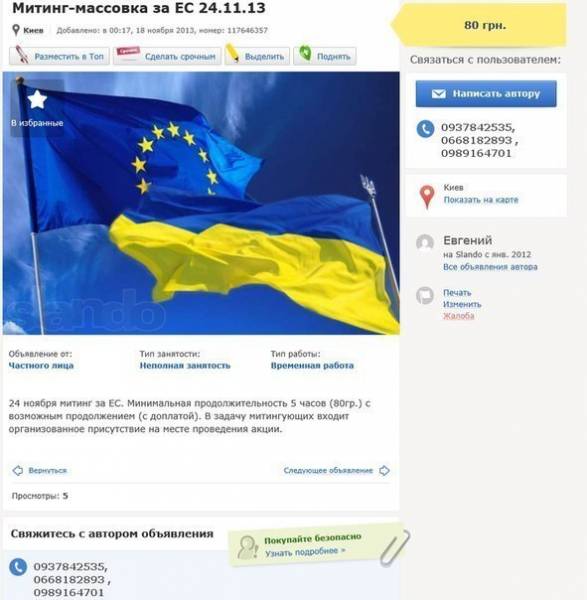 Митинг-массовка за ЕС 24.11.13
Киев Добавлено: в 00:17, 18 ноября 2013, номер: 117646357
Разместить в Топ
Срочно
Сделать срочным
Выделить
Поднять
80 грн.
Связаться с пользователем:
Написать автору
0937842535,
0668182893 ,
0989164701
Киев
Показать на карте
Евгений
на Slando с янв. 2012
Все объявления автора
Печать
Изменить
Жалоба
В избранные
slando
Объявление от:
Частного лица
Тип занятости:
Неполная занятость
Тип работы:
Временная работа
24 ноября митинг за ЕС. Минимальная продолжительность 5 часов (80гр.) с
возможным продолжением (с доплатой). В задачу митингующих входит
организованное присутствие на месте проведения акции.
Вернуться
Следующее объявление
Просмотры: 5
Свяжитесь с автором объявления
Покупайте безопасно
Узнать подробнее »
0937842535,
0668182893 ,
0989164701